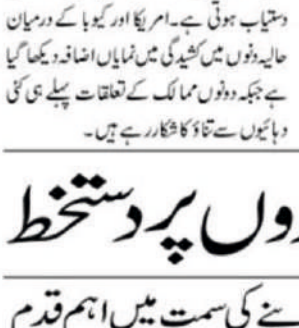 دستیاب ہوتی ہے۔ امریکا اور کیوبا کے درمیان
حالیہ دنوں میں کشیدگی میں نمایاں اضافہ دیکھا گیا
ہے جبکہ دونوں ممالک کے تعلقات پہلے ہی کئی
دہائیوں سے تناؤ کا شکار رہے ہیں۔
وں پر دستخط
سنے کی سمت میں اہم قدم